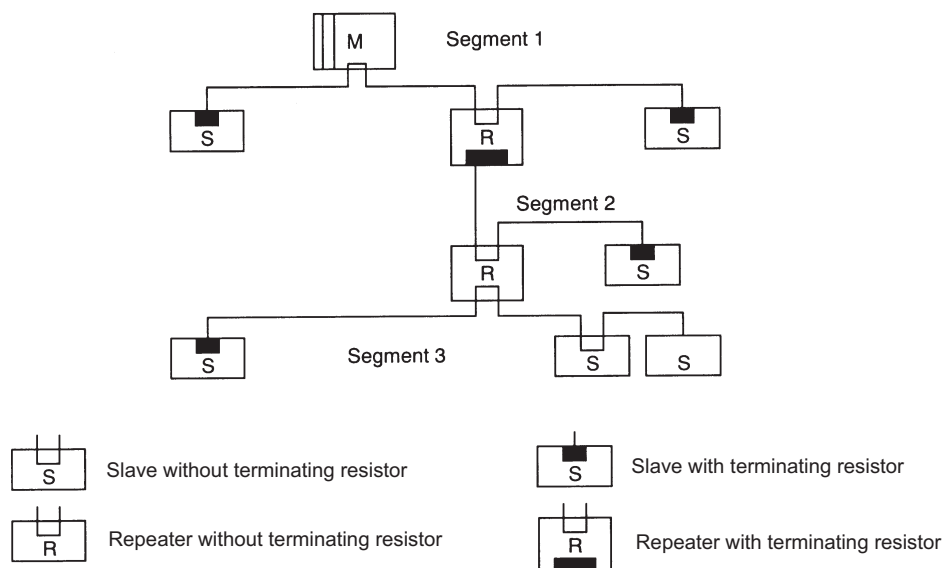 M
Segment 1
S
R
S
Segment 2
R
S
S
Segment 3
S
S
S
Slave without terminating resistor
S
Slave with terminating resistor
R
Repeater without terminating resistor
R
Repeater with terminating resistor